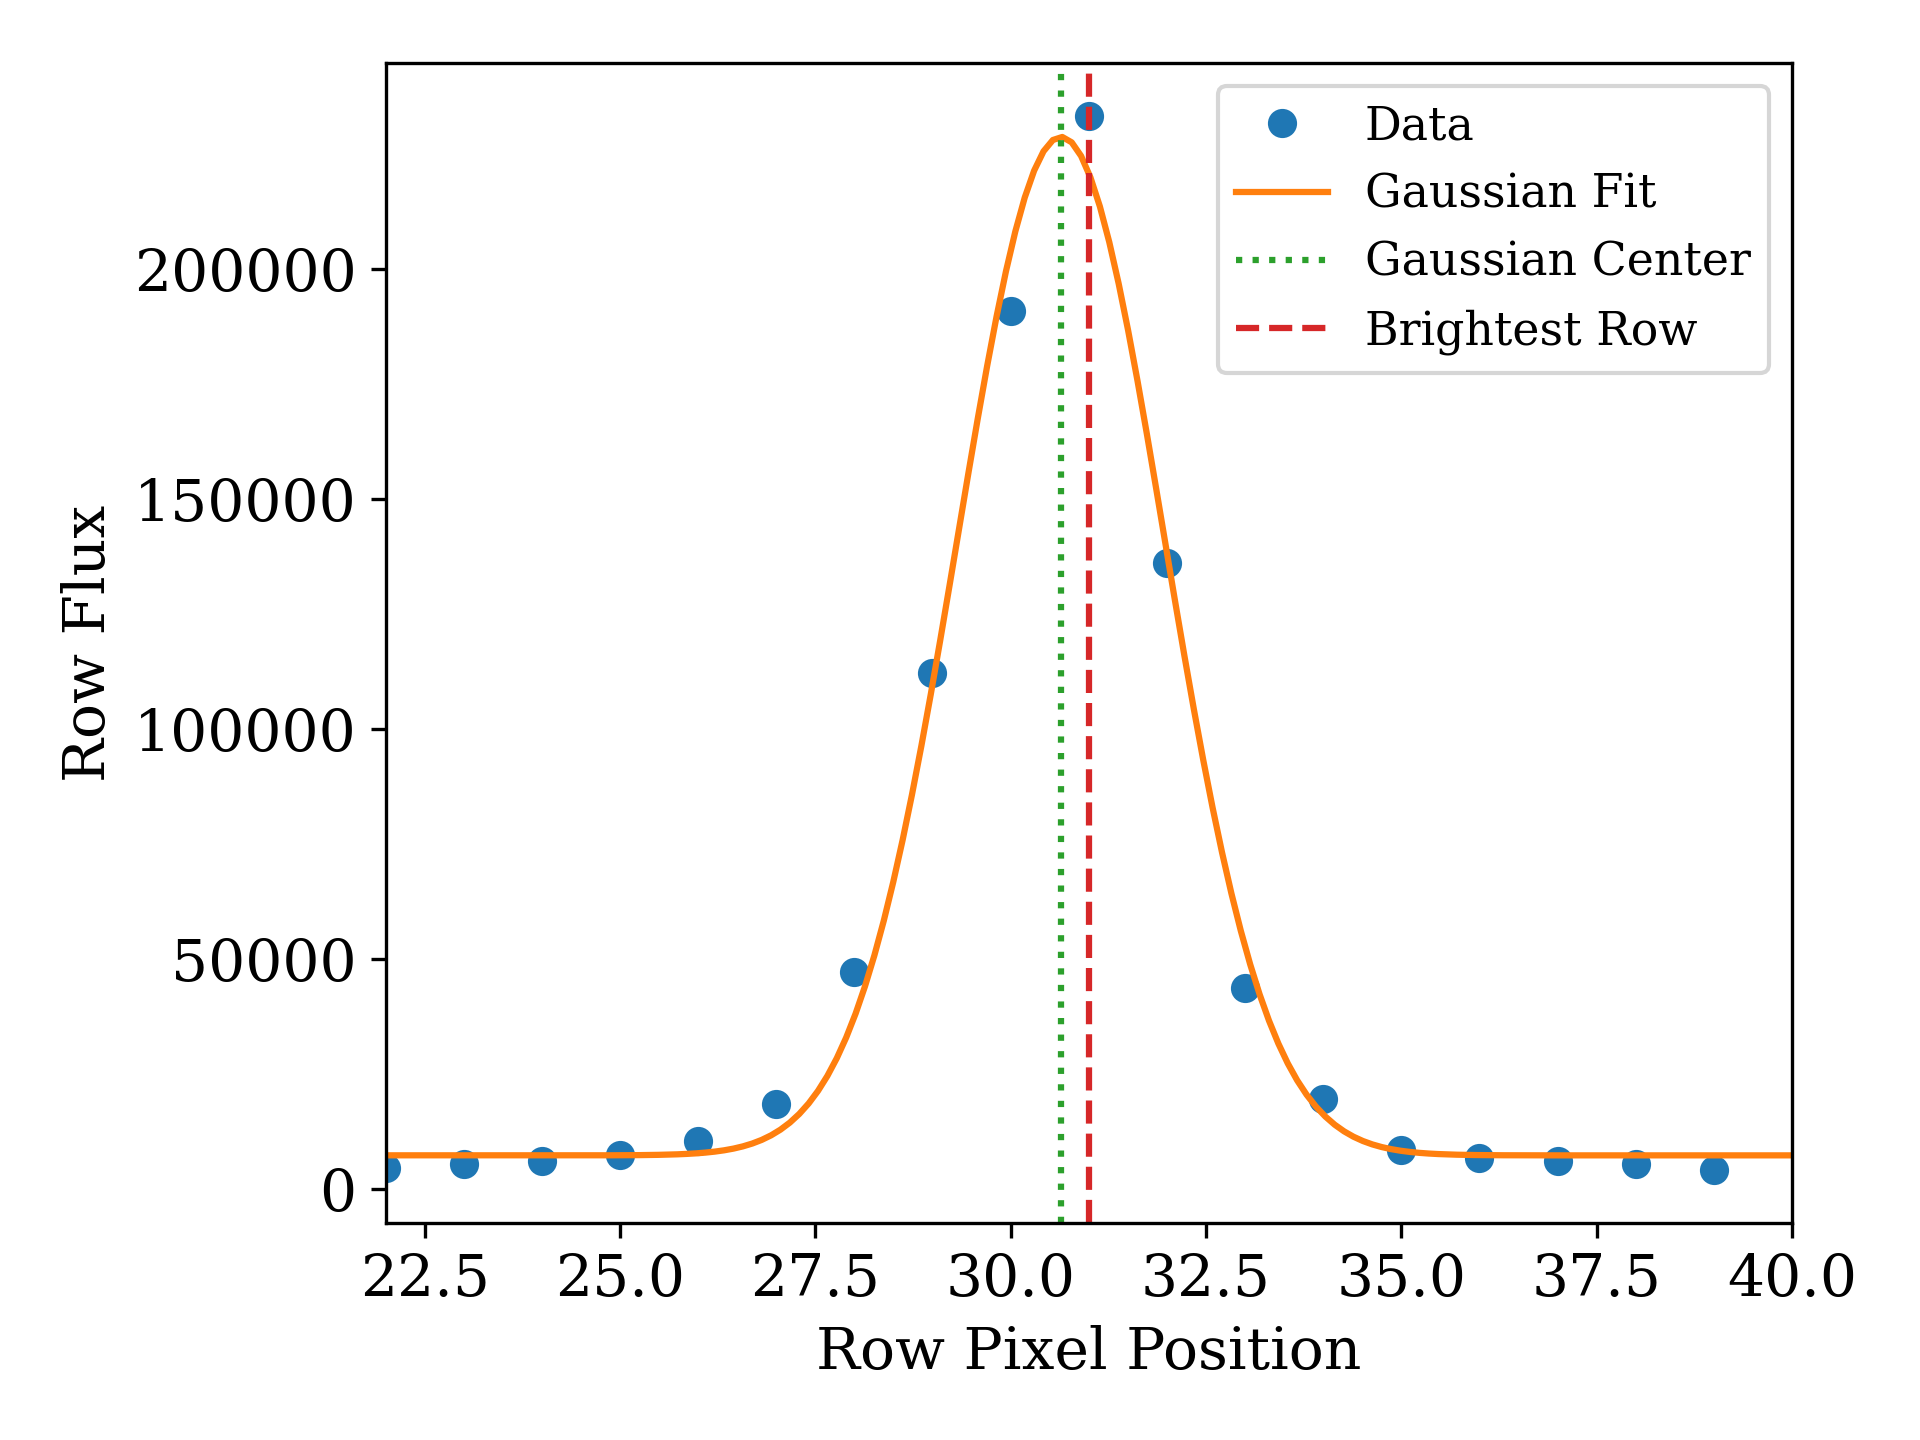 Data
Gaussian Fit
Gaussian Center
Brightest Row
200000
150000
100000
50000
0
Row Flux
22.5 25.0 27.5 30.0 32.5 35.0 37.5 40.0
Row Pixel Position